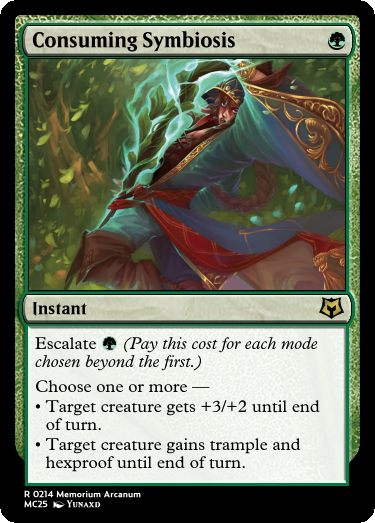 Consuming Symbiosis
Instant
Escalate (Pay this cost for each mode
chosen beyond the first.)
Choose one or more —
• Target creature gets +3/+2 until end
of turn.
• Target creature gains trample and
hexproof until end of turn.
R 0214 Memorium Arcanum
MC25 Yunaxd